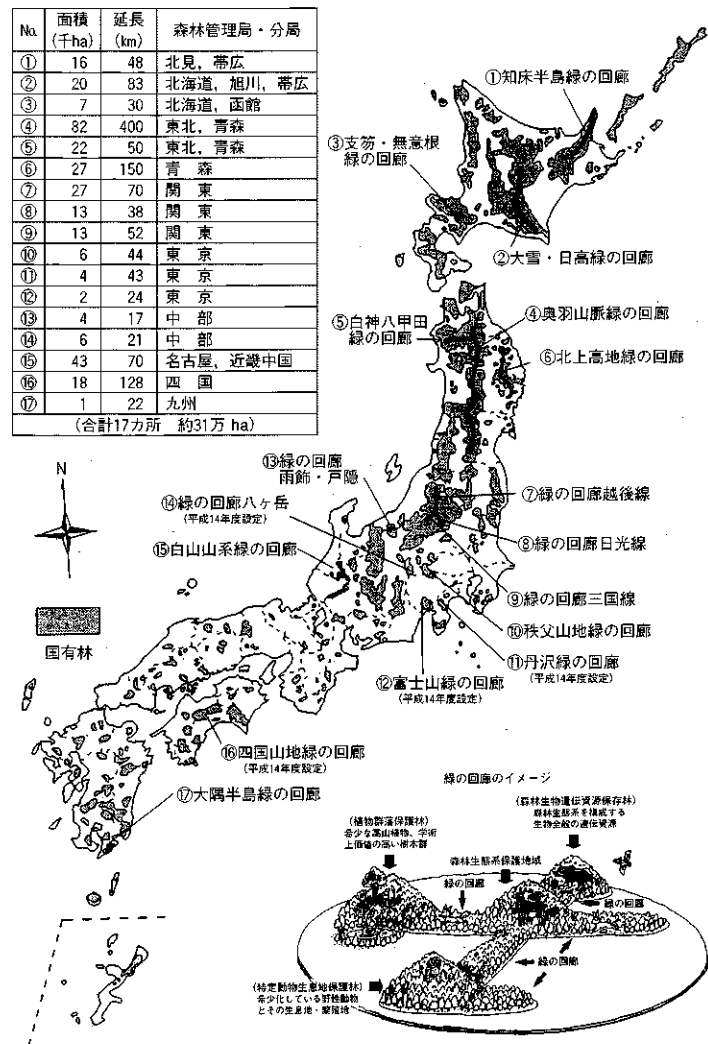 No. 面積(千ha) 延長(km) 森林管理局・分局
① 16 48 北見，帯広
② 20 83 北海道，旭川，帯広
③ 7 30 北海道，函館
④ 82 400 東北，青森
⑤ 22 50 東北，青森
⑥ 27 150 青森
⑦ 27 70 関東
⑧ 13 38 関東
⑨ 13 52 関東
⑩ 6 44 東京
⑪ 4 43 東京
⑫ 2 24 東京
⑬ 4 17 中部
⑭ 6 21 中部
⑮ 43 70 名古屋，近畿中国
⑯ 18 128 四国
⑰ 1 22 九州
(合計17カ所 約31万 ha)
①知床半島緑の回廊
③支笏・無意根
緑の回廊
②大雪・日高緑の回廊
⑤白神八甲田
緑の回廊
④奥羽山脈緑の回廊
⑥北上高地緑の回廊
⑬緑の回廊
雨飾・戸隠
⑦緑の回廊越後線
⑭緑の回廊八ヶ岳
(平成14年度設定)
⑧緑の回廊日光線
⑮白山山系緑の回廊
⑨緑の回廊三国線
⑩秩父山地緑の回廊
⑪丹沢緑の回廊
(平成14年度設定)
⑫富士山緑の回廊
(平成14年度設定)
N
国有林
⑯四国山地緑の回廊
(平成14年度設定)
⑰大隅半島緑の回廊
緑の回廊のイメージ
(植物群落保護林)
希少な高山植物、学術
上価値の高い樹木群
(森林生物遺伝資源保存林)
森林生態系を構成する
生物全般の遺伝資源
森林生態系保護地域
緑の回廊
緑の回廊
緑の回廊
(特定動物生息地保護林)
希少化している野生動物
とその生息地・繁殖地